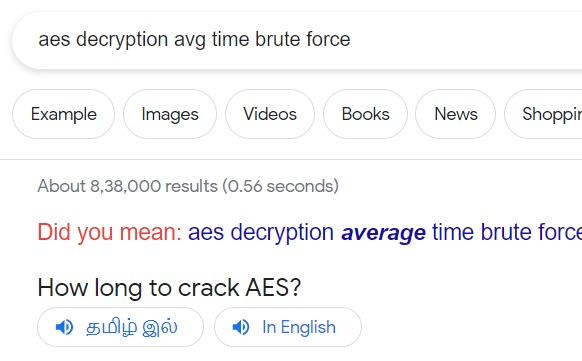 aes decryption avg time brute force
Example Images Videos Books News Shoppin
About 8,38,000 results (0.56 seconds)
Did you mean: aes decryption average time brute force
How long to crack AES?
தமிழ் இல் In English